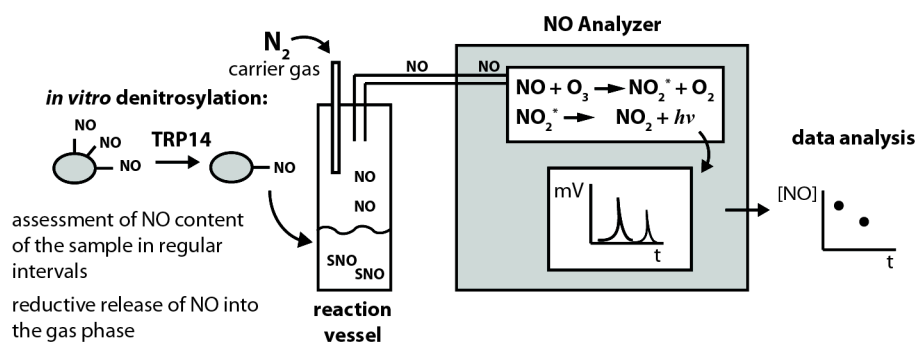 NO Analyzer
N2
carrier gas
NO
NO
NO + O3 → NO2* + O2
NO2* → NO2 + hν
in vitro denitrosylation:
NO
NO
NO
TRP14
NO
data analysis
NO
NO
mV
t
[NO]
t
assessment of NO content
of the sample in regular
intervals
SNO
SNO
reductive release of NO into
the gas phase
reaction
vessel